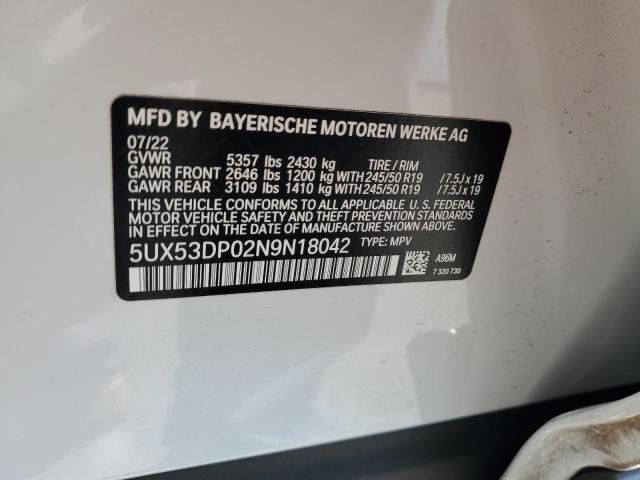 MFD BY BAYERISCHE MOTOREN WERKE AG
07/22
GVWR 5357 lbs 2430 kg TIRE / RIM
GAWR FRONT 2646 lbs 1200 kg WITH 245/50 R19 /7.5J x 19
GAWR REAR 3109 lbs 1410 kg WITH 245/50 R19 /7.5J x 19
THIS VEHICLE CONFORMS TO ALL APPLICABLE U. S. FEDERAL
MOTOR VEHICLE SAFETY, BUMPER, AND THEFT PREVENTION
STANDARDS IN EFFECT ON THE DATE OF MANUFACTURE
SHOWN ABOVE.
5UX53DP02N9N18042 TYPE: MPV
A96M
7 320 730